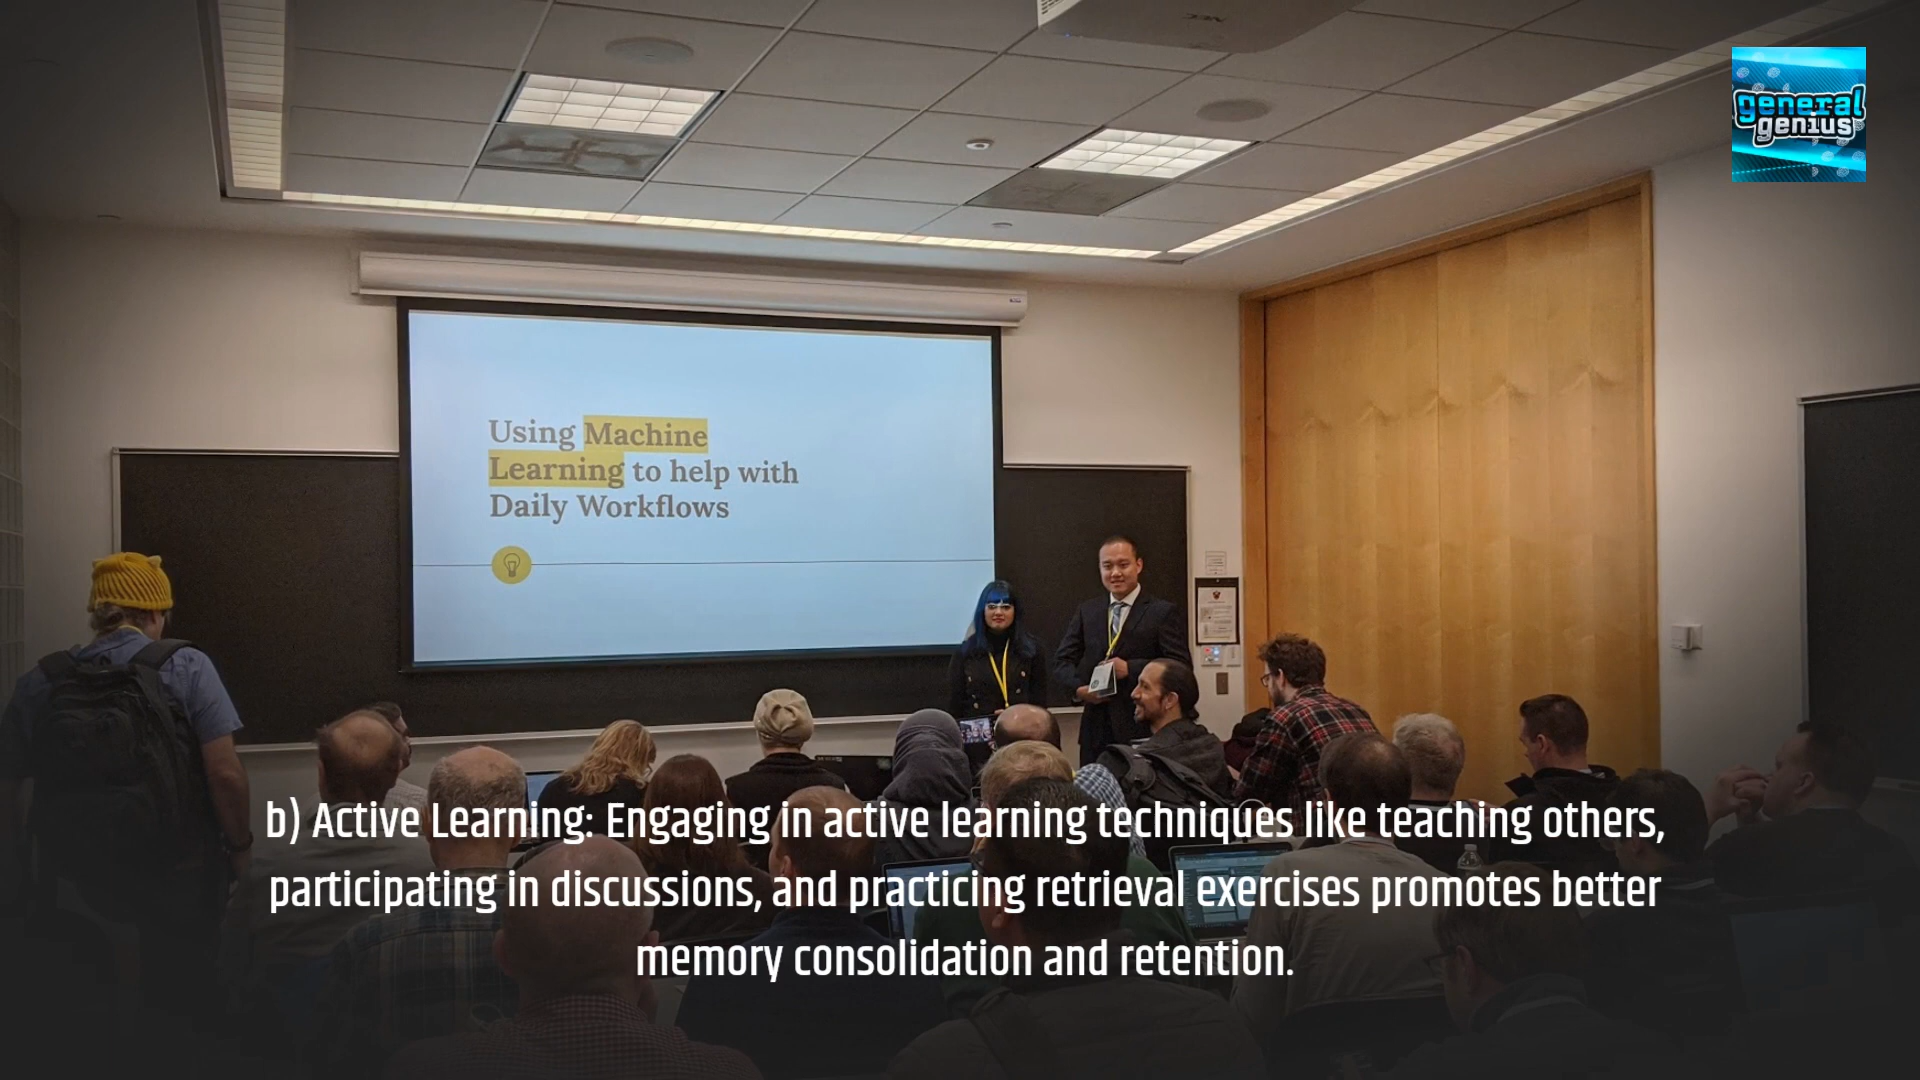 general
genius
Using Machine
Learning to help with
Daily Workflows
b) Active Learning: Engaging in active learning techniques like teaching others,
participating in discussions, and practicing retrieval exercises promotes better
memory consolidation and retention.